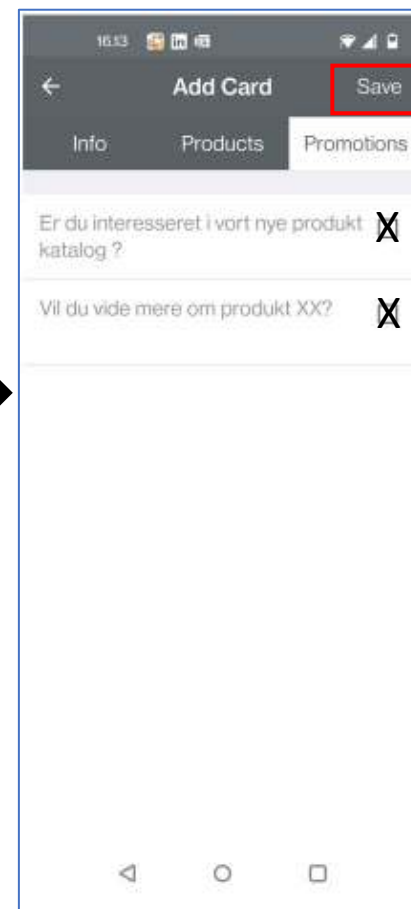 16.13
Add Card
Save
Info
Products
Promotions
Er du interesseret i vort nye produkt
katalog ?
X
Vil du vide mere om produkt XX?
X